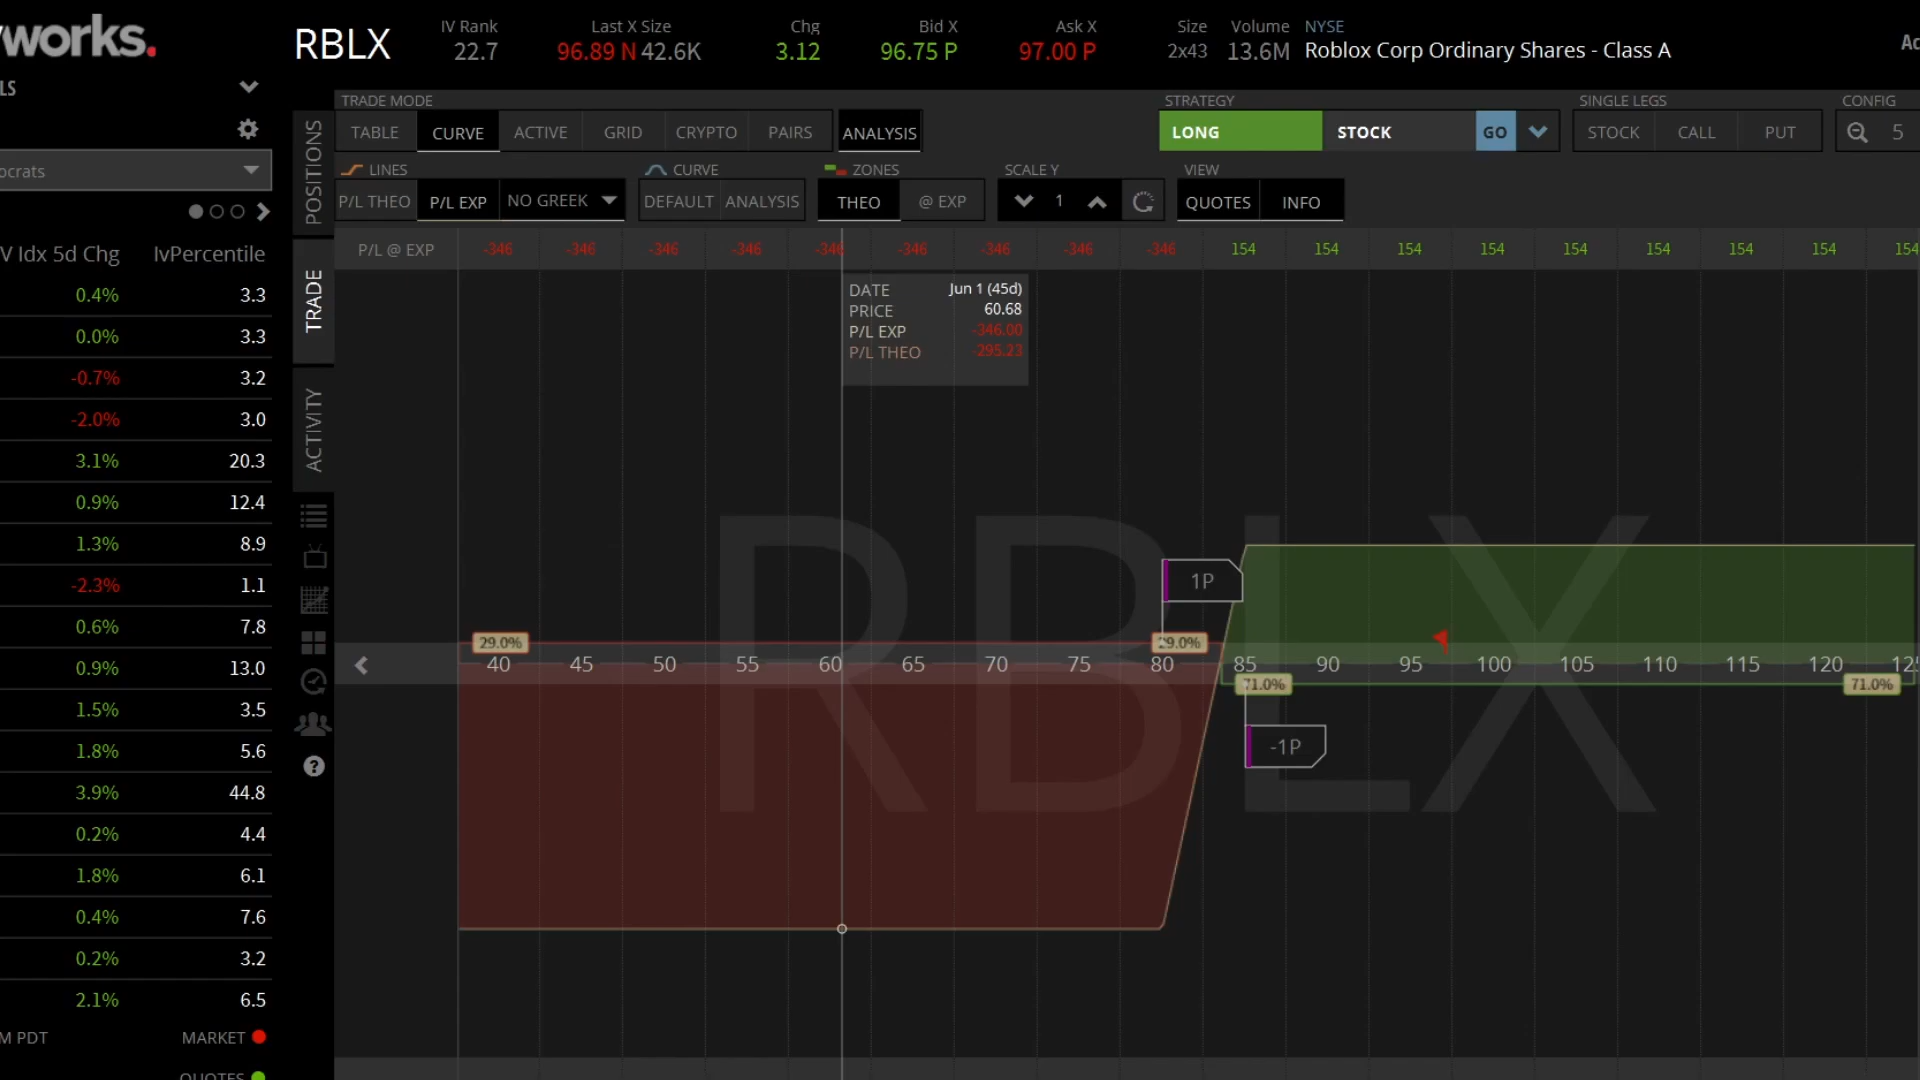 works.
RBLX
IV Rank
22.7
Last X Size
96.89 N 42.6K
Chg
3.12
Bid X
96.75 P
Ask X
97.00 P
Size
2x43
Volume
13.6M
NYSE
Roblox Corp Ordinary Shares - Class A
LS
TRADE MODE
TABLE CURVE ACTIVE GRID CRYPTO PAIRS ANALYSIS
STRATEGY
LONG STOCK GO
SINGLE LEGS
STOCK CALL PUT
CONFIG
5
ocrats
LINES
P/L THEO P/L EXP NO GREEK
CURVE
DEFAULT ANALYSIS
ZONES
THEO @ EXP
SCALE Y
1
VIEW
QUOTES INFO
POSITIONS
TRADE
ACTIVITY
V Idx 5d Chg IvPercentile
0.4% 3.3
0.0% 3.3
-0.7% 3.2
-2.0% 3.0
3.1% 20.3
0.9% 12.4
1.3% 8.9
-2.3% 1.1
0.6% 7.8
0.9% 13.0
1.5% 3.5
1.8% 5.6
3.9% 44.8
0.2% 4.4
1.8% 6.1
0.4% 7.6
0.2% 3.2
2.1% 6.5
M PDT MARKET
QUOTES
P/L @ EXP -346 -346 -346 -346 -346 -346 -346 -346 -346 154 154 154 154 154 154 154 154 154
DATE Jun 1 (45d)
PRICE 60.68
P/L EXP -346.00
P/L THEO -295.23
RBLX
1P
29.0% 29.0%
40 45 50 55 60 65 70 75 80 85 90 95 100 105 110 115 120
71.0% 71.0%
-1P
?